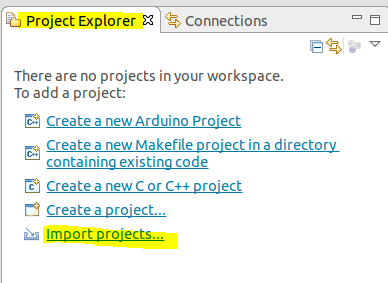 Project Explorer Connections
There are no projects in your workspace.
To add a project:
Create a new Arduino Project
Create a new Makefile project in a directory
containing existing code
Create a new C or C++ project
Create a project...
Import projects...